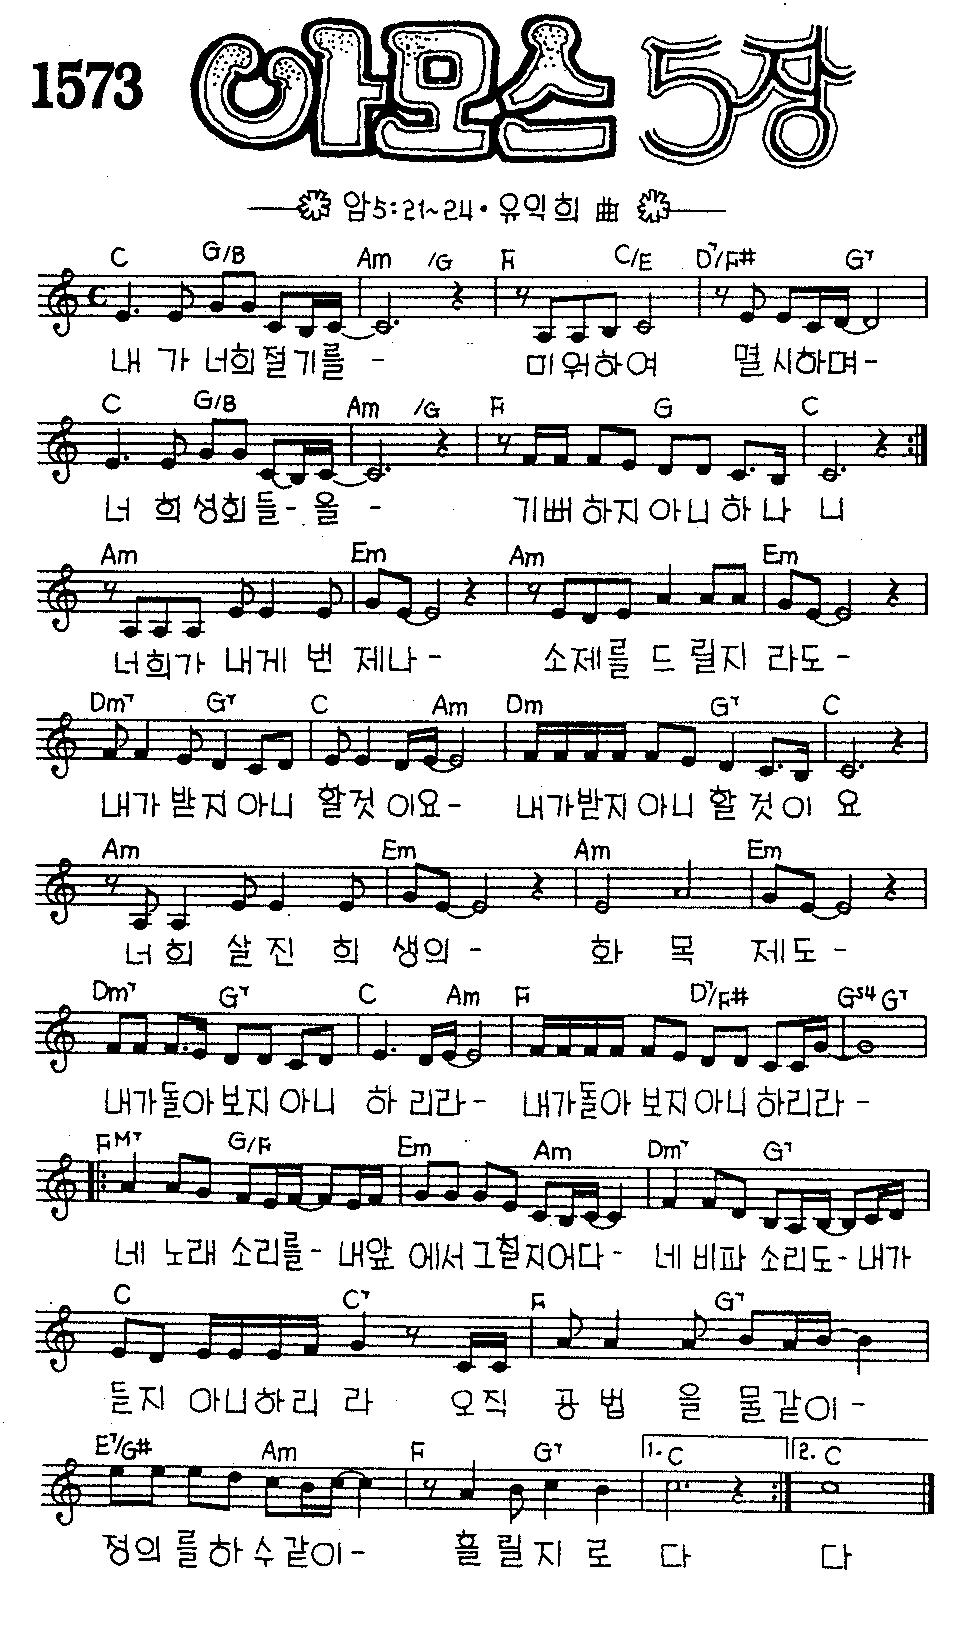 1573 아모스 5장
암5:21~24 · 유익희 曲
C G/B Am /G F C/E D7/F# G7
내 가 너희절기를 - 미워하여 멸시하며-
C G/B Am /G F G C
너 희 성회들- 을 - 기뻐하지아니하나 니
Am Em Am Em
너희가 내게 번 제나 - 소제를 드 릴지 라도 -
Dm7 G7 C Am Dm G7 C
내가 받지 아니 할것 이요- 내가받지 아니 할 것이 요
Am Em Am Em
너 희 살 진 희 생의 - 화 목 제도 -
Dm7 G7 C Am F D7/F# GS4 G7
내가돌아 보지 아니 하 리라- 내가돌아 보지아니 하리라 -
FM7 G/F Em Am Dm7 G7
네 노래 소리를- 내앞 에서그칠지어다- 네 비파 소리도-내가
C C7 F G7
듣지 아니하리 라 오직 공 법 을 물같이 -
E7/G# Am F G7 1. C 2. C
정의 를하 수같이- 흘 릴 지 로 다 다